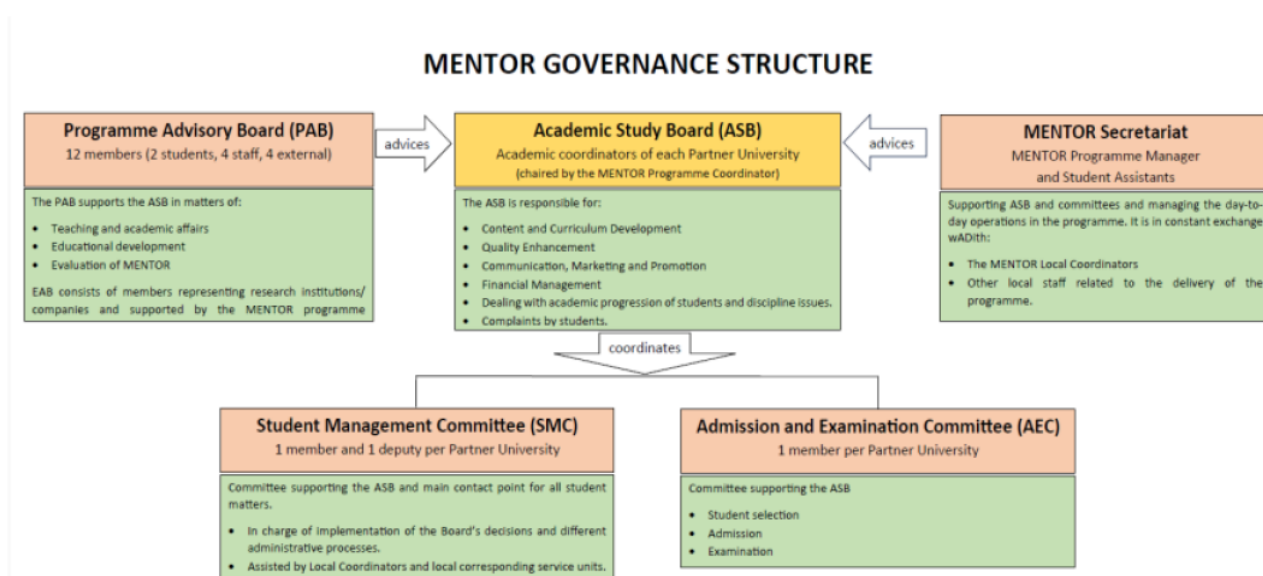 MENTOR GOVERNANCE STRUCTURE
Programme Advisory Board (PAB)
12 members (2 students, 4 staff, 4 external)
The PAB supports the ASB in matters of:
• Teaching and academic affairs
• Educational development
• Evaluation of MENTOR
EAB consists of members representing research institutions/
companies and supported by the MENTOR programme
advices
Academic Study Board (ASB)
Academic coordinators of each Partner University
(chaired by the MENTOR Programme Coordinator)
The ASB is responsible for:
• Content and Curriculum Development
• Quality Enhancement
• Communication, Marketing and Promotion
• Financial Management
• Dealing with academic progression of students and discipline issues.
• Complaints by students.
advices
MENTOR Secretariat
MENTOR Programme Manager
and Student Assistants
Supporting ASB and committees and managing the day-to-
day operations in the programme. It is in constant exchange
wADith:
• The MENTOR Local Coordinators
• Other local staff related to the delivery of the
programme.
coordinates
Student Management Committee (SMC)
1 member and 1 deputy per Partner University
Committee supporting the ASB and main contact point for all student
matters.
• In charge of implementation of the Board's decisions and different
administrative processes.
• Assisted by Local Coordinators and local corresponding service units.
Admission and Examination Committee (AEC)
1 member per Partner University
Committee supporting the ASB
• Student selection
• Admission
• Examination